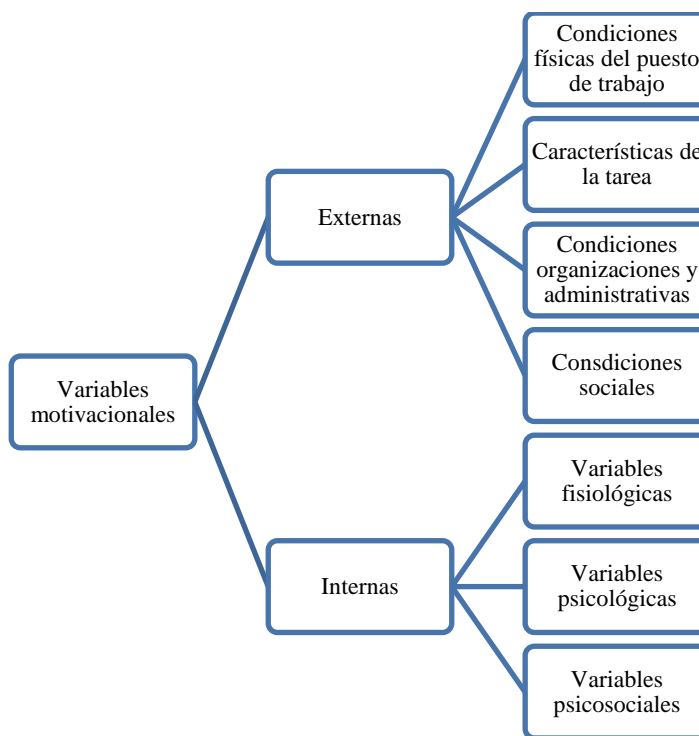 Variables
motivacionales
Externas
Condiciones
físicas del puesto
de trabajo
Características de
la tarea
Condiciones
organizaciones y
administrativas
Consdiciones
sociales
Internas
Variables
fisiológicas
Variables
psicológicas
Variables
psicosociales